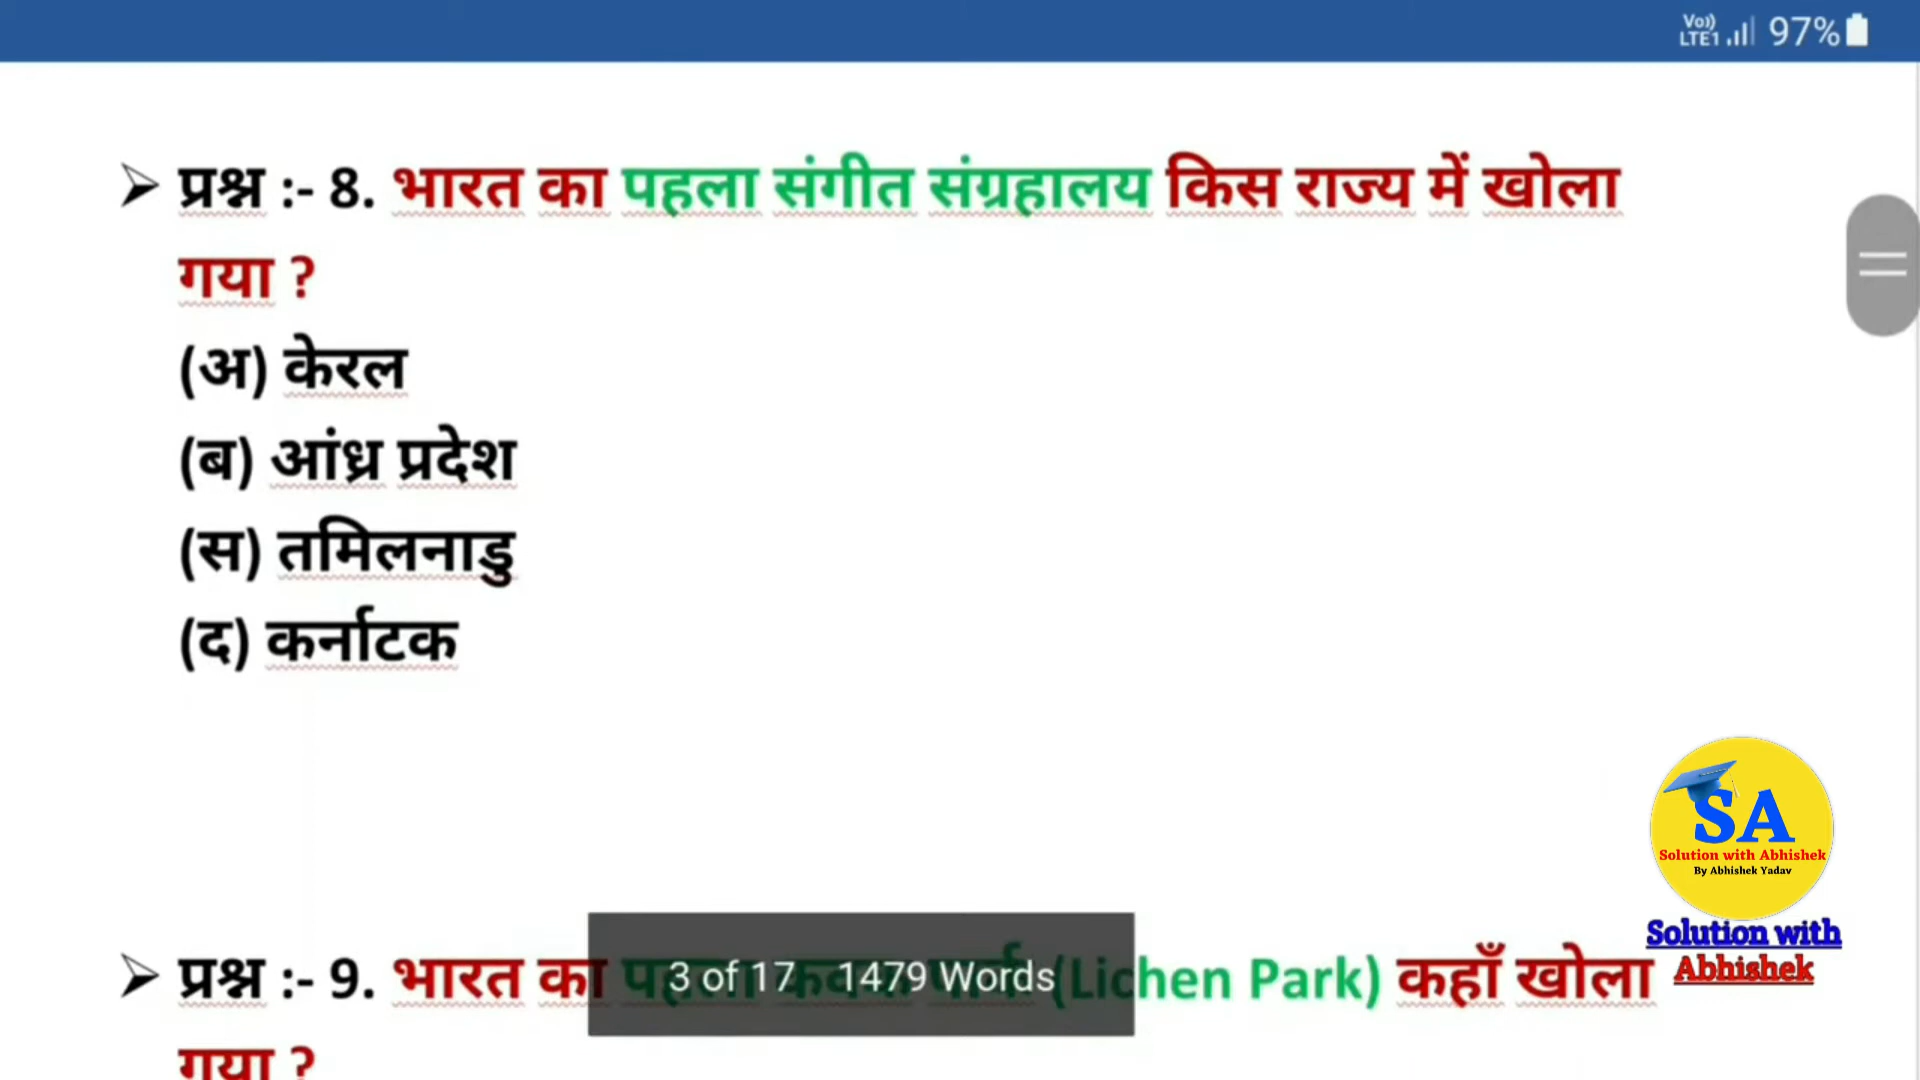 Vo)) LTE1 97%
प्रश्न :- 8. भारत का पहला संगीत संग्रहालय किस राज्य में खोला
गया ?
(अ) केरल
(ब) आंध्र प्रदेश
(स) तमिलनाडु
(द) कर्नाटक
SA
Solution with Abhishek
By Abhishek Yadav
Solution with
Abhishek
प्रश्न :- 9. भारत का पहला (Lichen Park) कहाँ खोला
3 of 17 1479 Words
गया ?